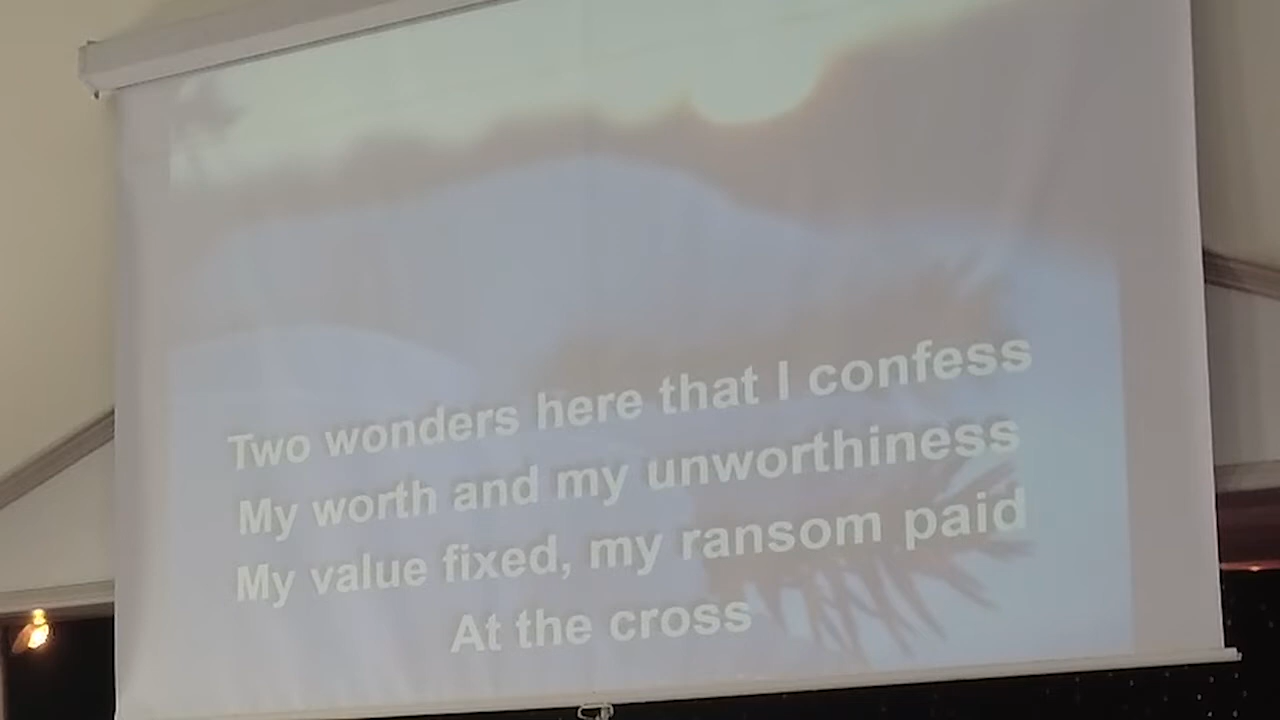 Two wonders here that I confess
My worth and my unworthiness
My value fixed, my ransom paid
At the cross